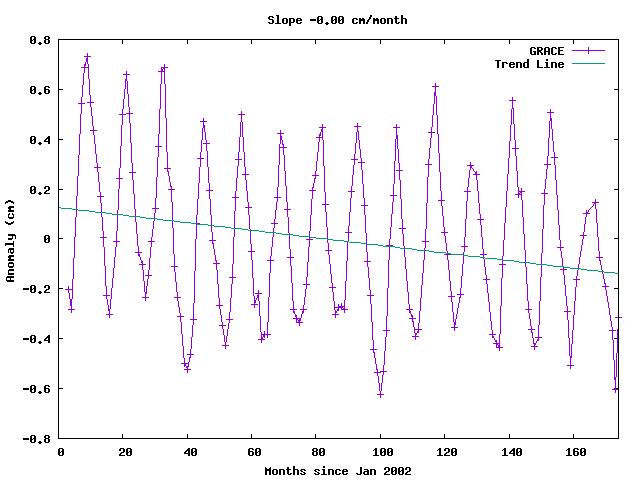 Slope -0.00 cm/month
GRACE
Trend Line
0.8
0.6
0.4
0.2
0
-0.2
-0.4
-0.6
-0.8
Anomaly (cm)
0 20 40 60 80 100 120 140 160
Months since Jan 2002